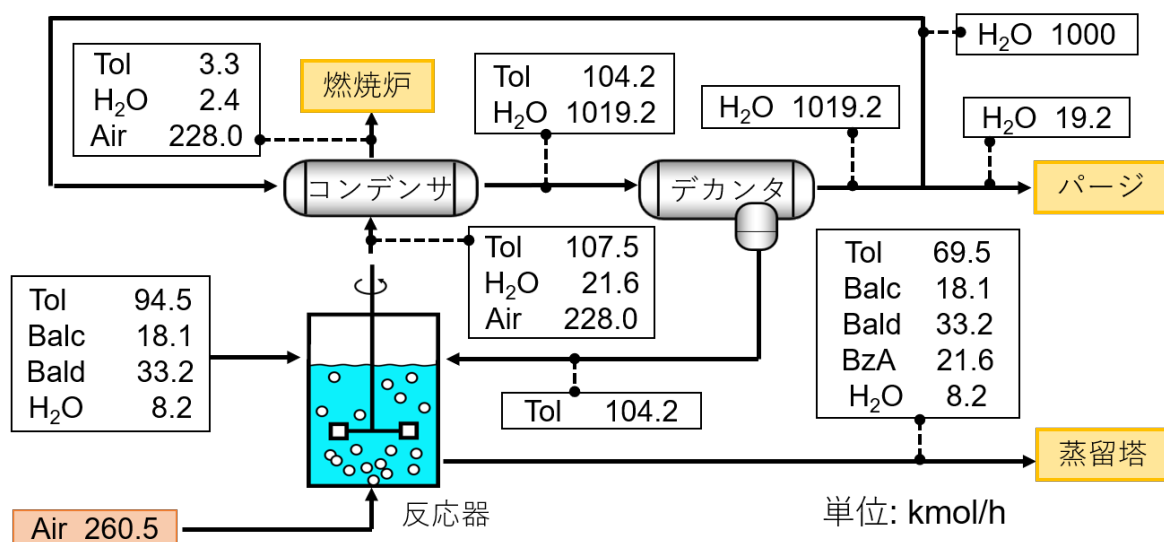 H₂O 1000
Tol 3.3
H₂O 2.4
Air 228.0
燃焼炉
Tol 104.2
H₂O 1019.2
H₂O 1019.2
H₂O 19.2
コンデンサ
デカンタ
パージ
Tol 107.5
H₂O 21.6
Air 228.0
Tol 69.5
Balc 18.1
Bald 33.2
BzA 21.6
H₂O 8.2
Tol 94.5
Balc 18.1
Bald 33.2
H₂O 8.2
Tol 104.2
蒸留塔
反応器
単位: kmol/h
Air 260.5